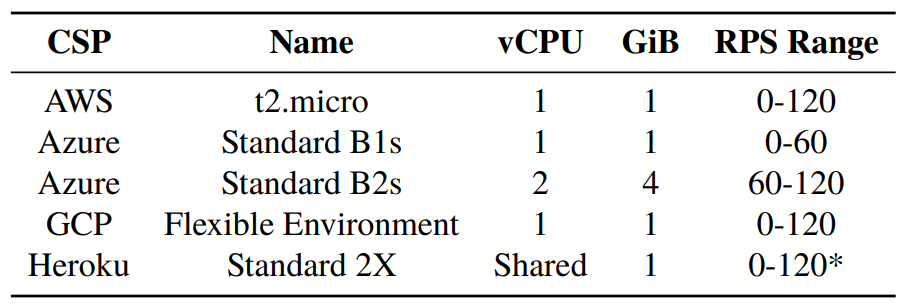 CSP Name vCPU GiB RPS Range
AWS t2.micro 1 1 0-120
Azure Standard B1s 1 1 0-60
Azure Standard B2s 2 4 60-120
GCP Flexible Environment 1 1 0-120
Heroku Standard 2X Shared 1 0-120*